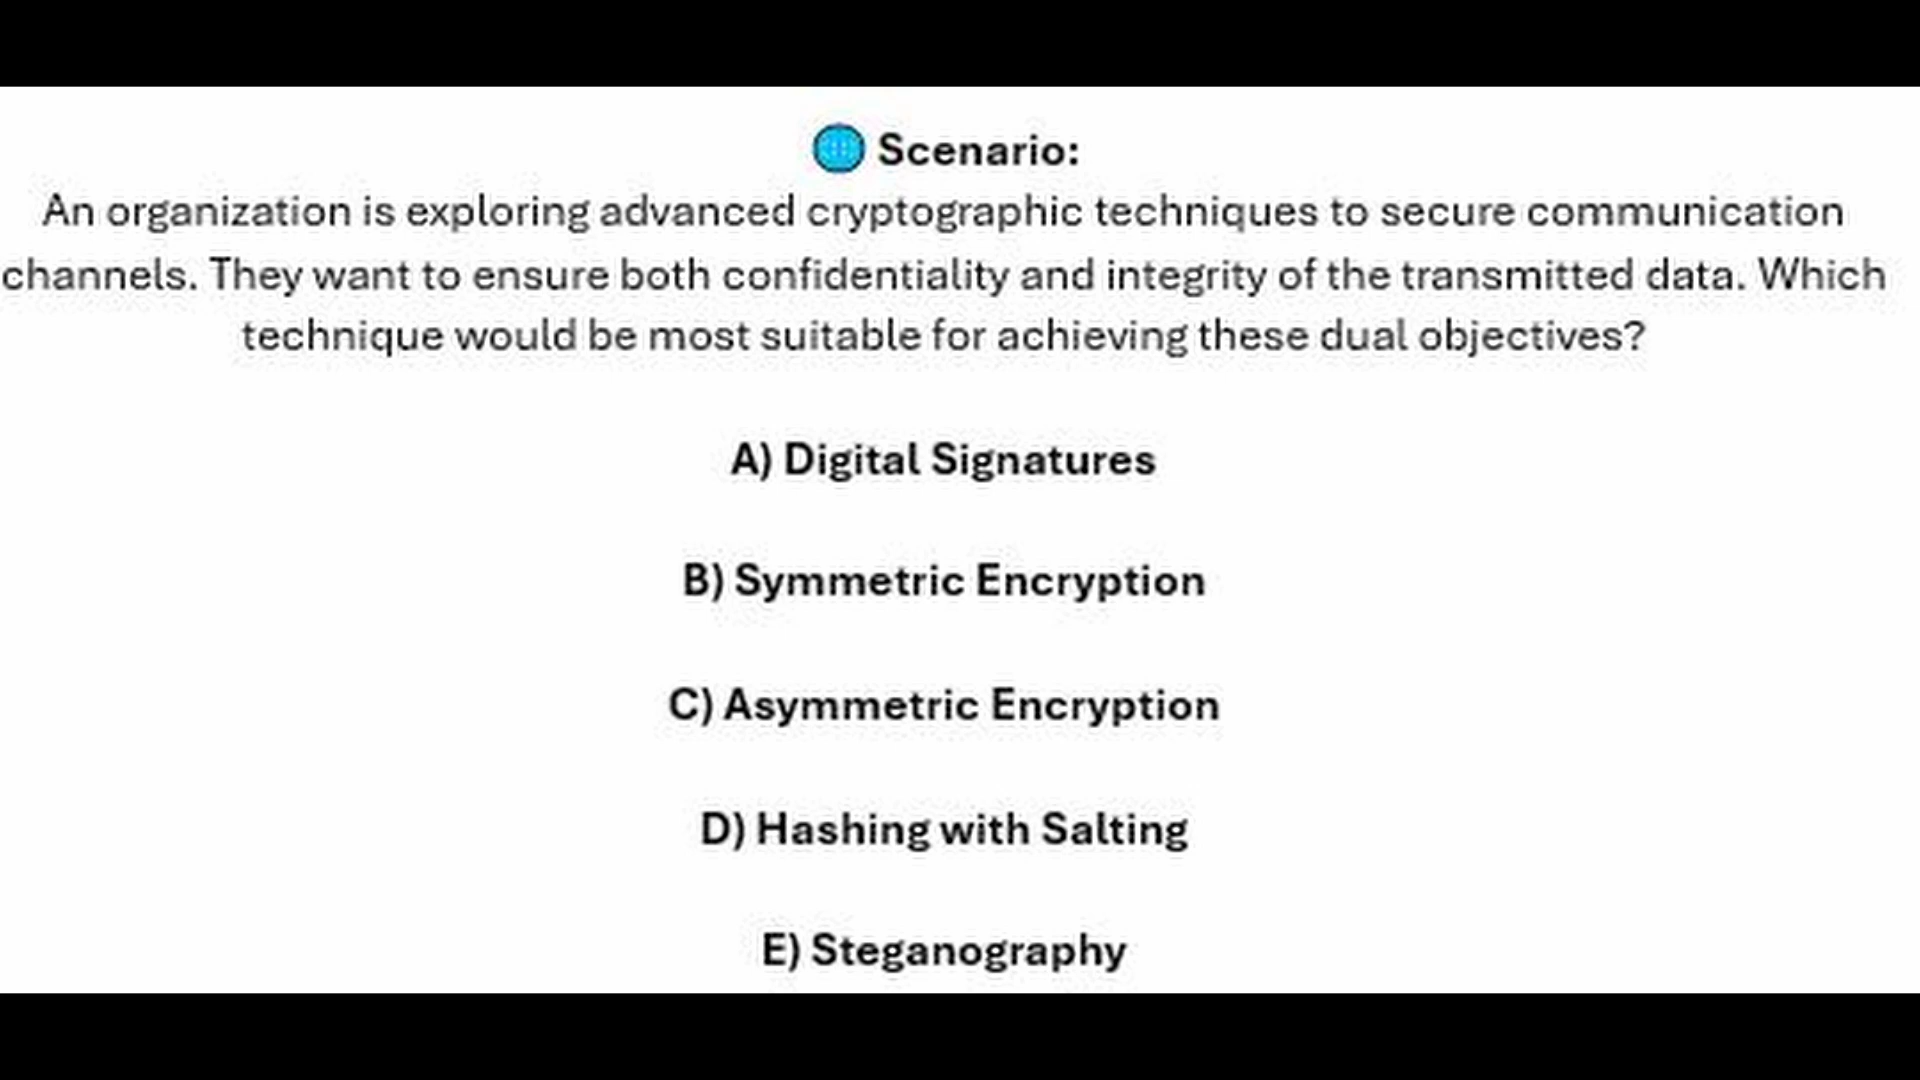 Scenario:
An organization is exploring advanced cryptographic techniques to secure communication
channels. They want to ensure both confidentiality and integrity of the transmitted data. Which
technique would be most suitable for achieving these dual objectives?
A) Digital Signatures
B) Symmetric Encryption
C) Asymmetric Encryption
D) Hashing with Salting
E) Steganography